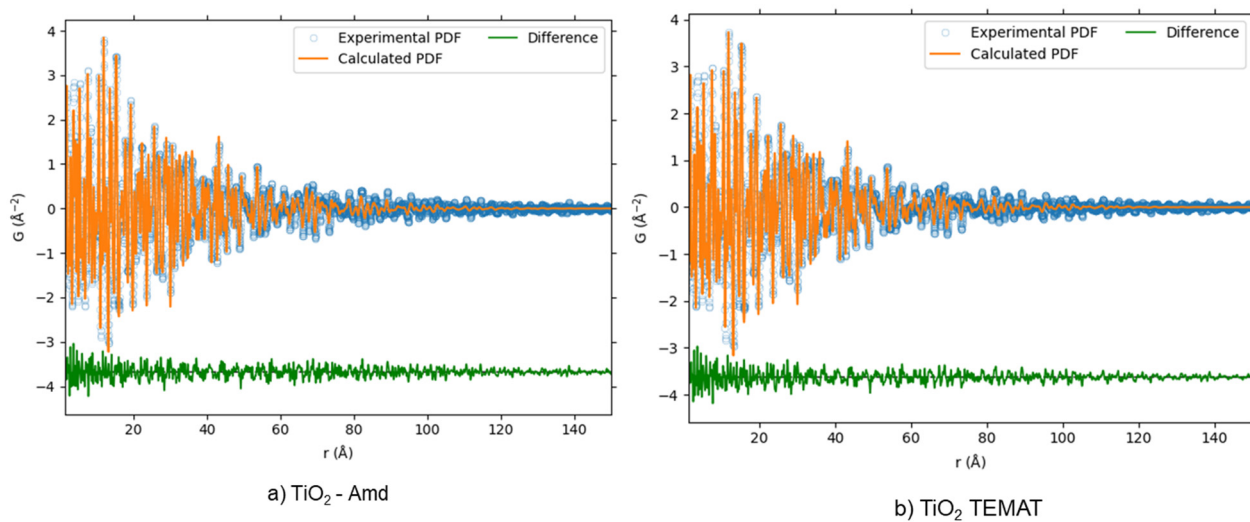 Experimental PDF
Calculated PDF
Difference
G (Å⁻²)
4
3
2
1
0
−1
−2
−3
−4
20
40
60
80
100
120
140
r (Å)
a) TiO₂ - Amd
Experimental PDF
Calculated PDF
Difference
G (Å⁻²)
4
3
2
1
0
−1
−2
−3
−4
20
40
60
80
100
120
140
r (Å)
b) TiO₂ TEMAT